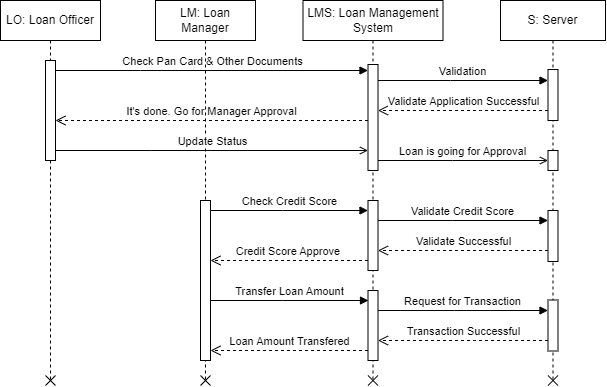 LO: Loan Officer
LM: Loan
Manager
LMS: Loan Management
System
S: Server
Check Pan Card & Other Documents
Validation
Validate Application Successful
It's done. Go for Manager Approval
Update Status
Loan is going for Approval
Check Credit Score
Validate Credit Score
Validate Successful
Credit Score Approve
Transfer Loan Amount
Request for Transaction
Transaction Successful
Loan Amount Transfered